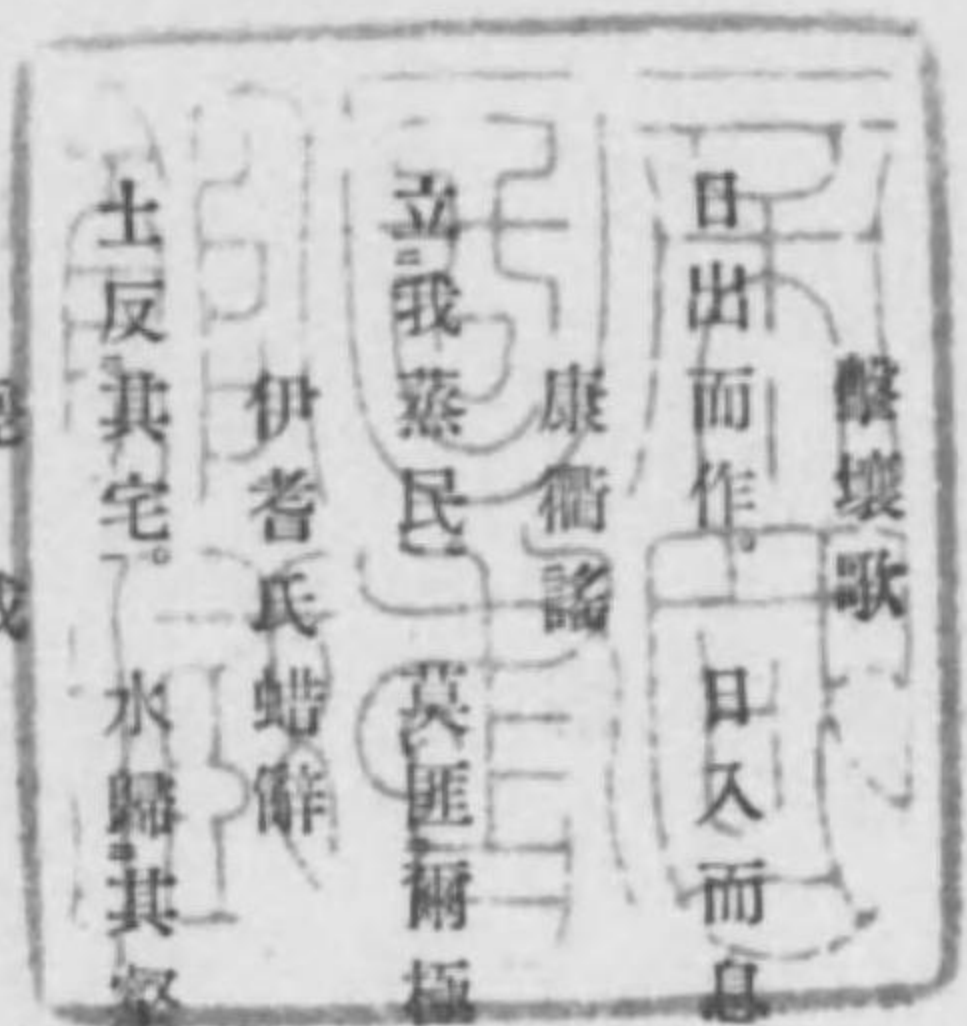 擊壤歌
日出而作。 日入而息
康衢謠
立我蒸民 莫匪爾極
伊耆氏蜡辭
土反其宅。 水歸其壑